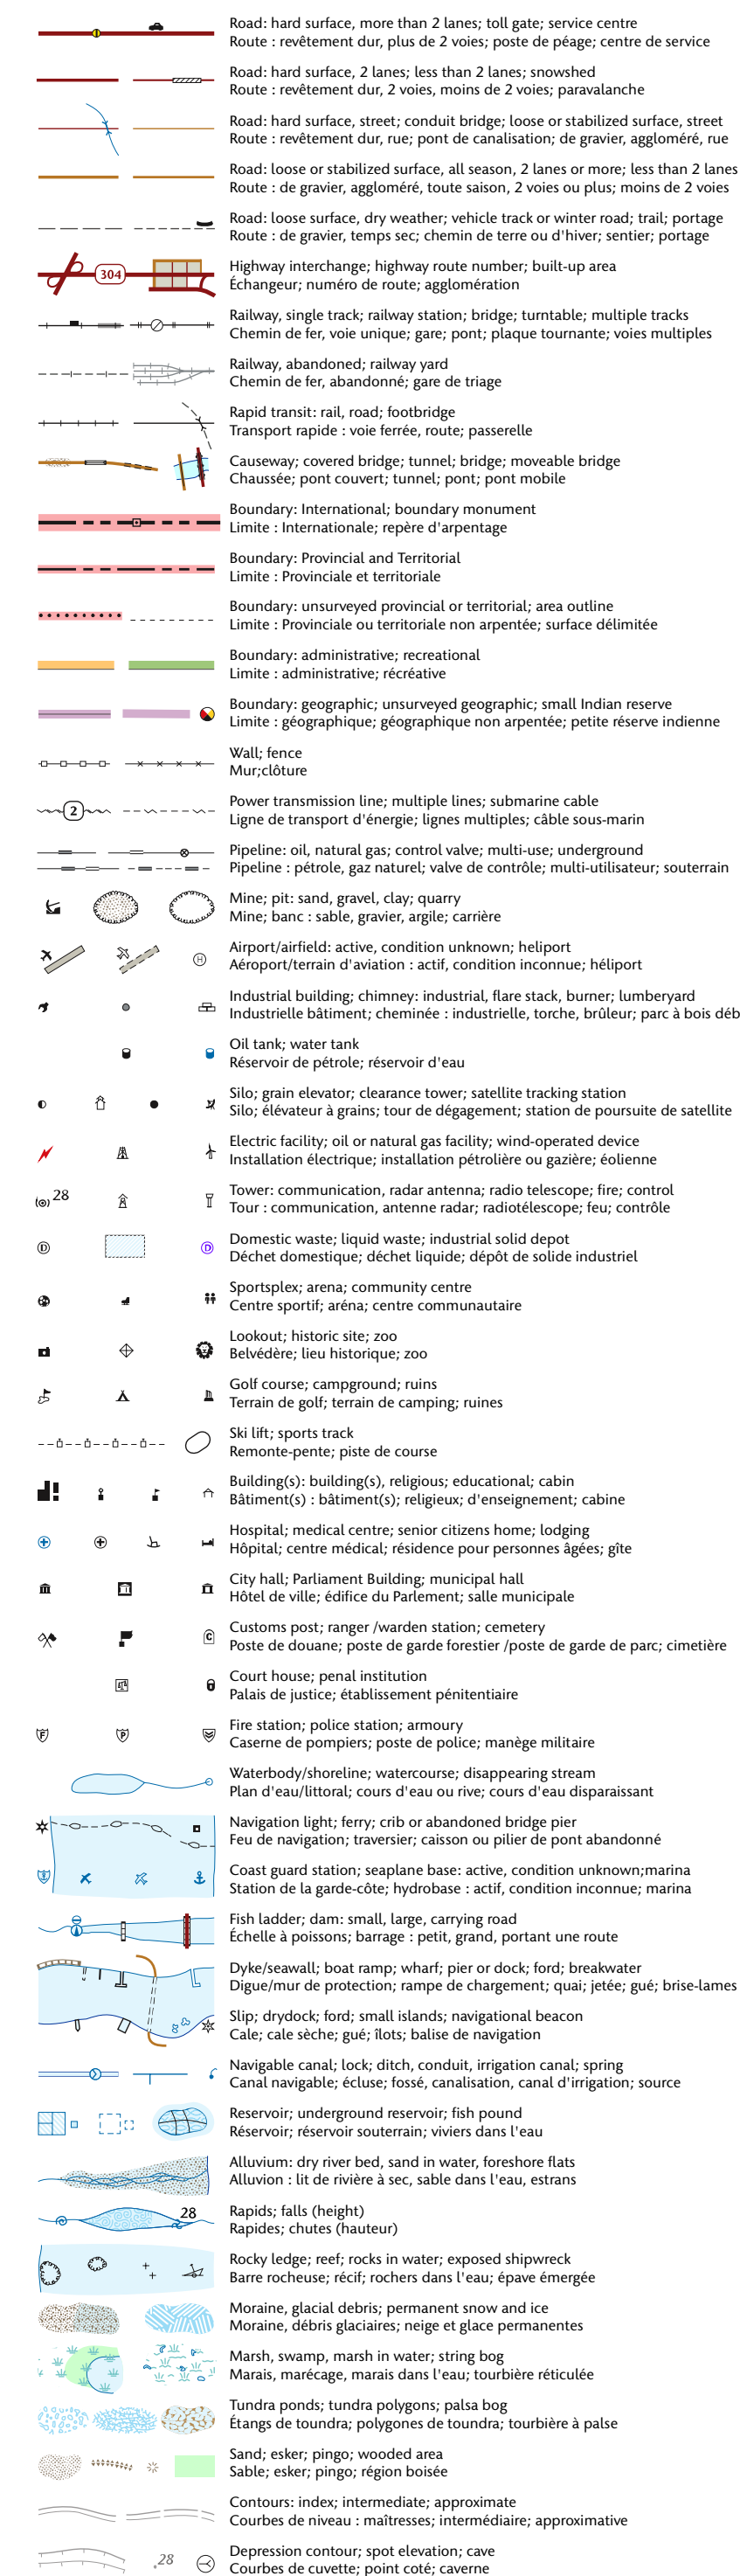 Road: hard surface, more than 2 lanes; toll gate; service centre
Route : revêtement dur, plus de 2 voies; poste de péage; centre de service
Road: hard surface, 2 lanes; less than 2 lanes; snowshed
Route : revêtement dur, 2 voies, moins de 2 voies; paravalanche
Road: hard surface, street; conduit bridge; loose or stabilized surface, street
Route : revêtement dur, rue; pont de canalisation; de gravier, aggloméré, rue
Road: loose or stabilized surface, all season, 2 lanes or more; less than 2 lanes
Route : de gravier, aggloméré, toute saison, 2 voies ou plus; moins de 2 voies
Road: loose surface, dry weather; vehicle track or winter road; trail; portage
Route : de gravier, temps sec; chemin de terre ou d'hiver; sentier; portage
304
Highway interchange; highway route number; built-up area
Échangeur; numéro de route; agglomération
Railway, single track; railway station; bridge; turntable; multiple tracks
Chemin de fer, voie unique; gare; pont; plaque tournante; voies multiples
Railway, abandoned; railway yard
Chemin de fer, abandonné; gare de triage
Rapid transit: rail, road; footbridge
Transport rapide : voie ferrée, route; passerelle
Causeway; covered bridge; tunnel; bridge; moveable bridge
Chaussée; pont couvert; tunnel; pont; pont mobile
Boundary: International; boundary monument
Limite : Internationale; repère d'arpentage
Boundary: Provincial and Territorial
Limite : Provinciale et territoriale
Boundary: unsurveyed provincial or territorial; area outline
Limite : Provinciale ou territoriale non arpentée; surface délimitée
Boundary: administrative; recreational
Limite : administrative; récréative
Boundary: geographic; unsurveyed geographic; small Indian reserve
Limite : géographique; géographique non arpentée; petite réserve indienne
Wall; fence
Mur;clôture
2
Power transmission line; multiple lines; submarine cable
Ligne de transport d'énergie; lignes multiples; câble sous-marin
Pipeline: oil, natural gas; control valve; multi-use; underground
Pipeline : pétrole, gaz naturel; valve de contrôle; multi-utilisateur; souterrain
Mine; pit: sand, gravel, clay; quarry
Mine; banc : sable, gravier, argile; carrière
H
Airport/airfield: active, condition unknown; heliport
Aéroport/terrain d'aviation : actif, condition inconnue; héliport
Industrial building; chimney: industrial, flare stack, burner; lumberyard
Industrielle bâtiment; cheminée : industrielle, torche, brûleur; parc à bois déb
Oil tank; water tank
Réservoir de pétrole; réservoir d'eau
Silo; grain elevator; clearance tower; satellite tracking station
Silo; élévateur à grains; tour de dégagement; station de poursuite de satellite
Electric facility; oil or natural gas facility; wind-operated device
Installation électrique; installation pétrolière ou gazière; éolienne
28
Tower: communication, radar antenna; radio telescope; fire; control
Tour : communication, antenne radar; radiotélescope; feu; contrôle
D D
Domestic waste; liquid waste; industrial solid depot
Déchet domestique; déchet liquide; dépôt de solide industriel
Sportsplex; arena; community centre
Centre sportif; aréna; centre communautaire
Lookout; historic site; zoo
Belvédère; lieu historique; zoo
Golf course; campground; ruins
Terrain de golf; terrain de camping; ruines
Ski lift; sports track
Remonte-pente; piste de course
Building(s): building(s), religious; educational; cabin
Bâtiment(s) : bâtiment(s); religieux; d'enseignement; cabine
Hospital; medical centre; senior citizens home; lodging
Hôpital; centre médical; résidence pour personnes âgées; gîte
City hall; Parliament Building; municipal hall
Hôtel de ville; édifice du Parlement; salle municipale
C
Customs post; ranger /warden station; cemetery
Poste de douane; poste de garde forestier /poste de garde de parc; cimetière
Court house; penal institution
Palais de justice; établissement pénitentiaire
F P
Fire station; police station; armoury
Caserne de pompiers; poste de police; manège militaire
Waterbody/shoreline; watercourse; disappearing stream
Plan d'eau/littoral; cours d'eau ou rive; cours d'eau disparaissant
Navigation light; ferry; crib or abandoned bridge pier
Feu de navigation; traversier; caisson ou pilier de pont abandonné
Coast guard station; seaplane base: active, condition unknown;marina
Station de la garde-côte; hydrobase : actif, condition inconnue; marina
Fish ladder; dam: small, large, carrying road
Échelle à poissons; barrage : petit, grand, portant une route
Dyke/seawall; boat ramp; wharf; pier or dock; ford; breakwater
Digue/mur de protection; rampe de chargement; quai; jetée; gué; brise-lames
Slip; drydock; ford; small islands; navigational beacon
Cale; cale sèche; gué; îlots; balise de navigation
Navigable canal; lock; ditch, conduit, irrigation canal; spring
Canal navigable; écluse; fossé, canalisation, canal d'irrigation; source
Reservoir; underground reservoir; fish pound
Réservoir; réservoir souterrain; viviers dans l'eau
Alluvium: dry river bed, sand in water, foreshore flats
Alluvion : lit de rivière à sec, sable dans l'eau, estrans
28
Rapids; falls (height)
Rapides; chutes (hauteur)
Rocky ledge; reef; rocks in water; exposed shipwreck
Barre rocheuse; récif; rochers dans l'eau; épave émergée
Moraine, glacial debris; permanent snow and ice
Moraine, débris glaciaires; neige et glace permanentes
Marsh, swamp, marsh in water; string bog
Marais, marécage, marais dans l'eau; tourbière réticulée
Tundra ponds; tundra polygons; palsa bog
Étangs de toundra; polygones de toundra; tourbière à palse
Sand; esker; pingo; wooded area
Sable; esker; pingo; région boisée
Contours: index; intermediate; approximate
Courbes de niveau : maîtresses; intermédiaire; approximative
.28
Depression contour; spot elevation; cave
Courbes de cuvette; point coté; caverne